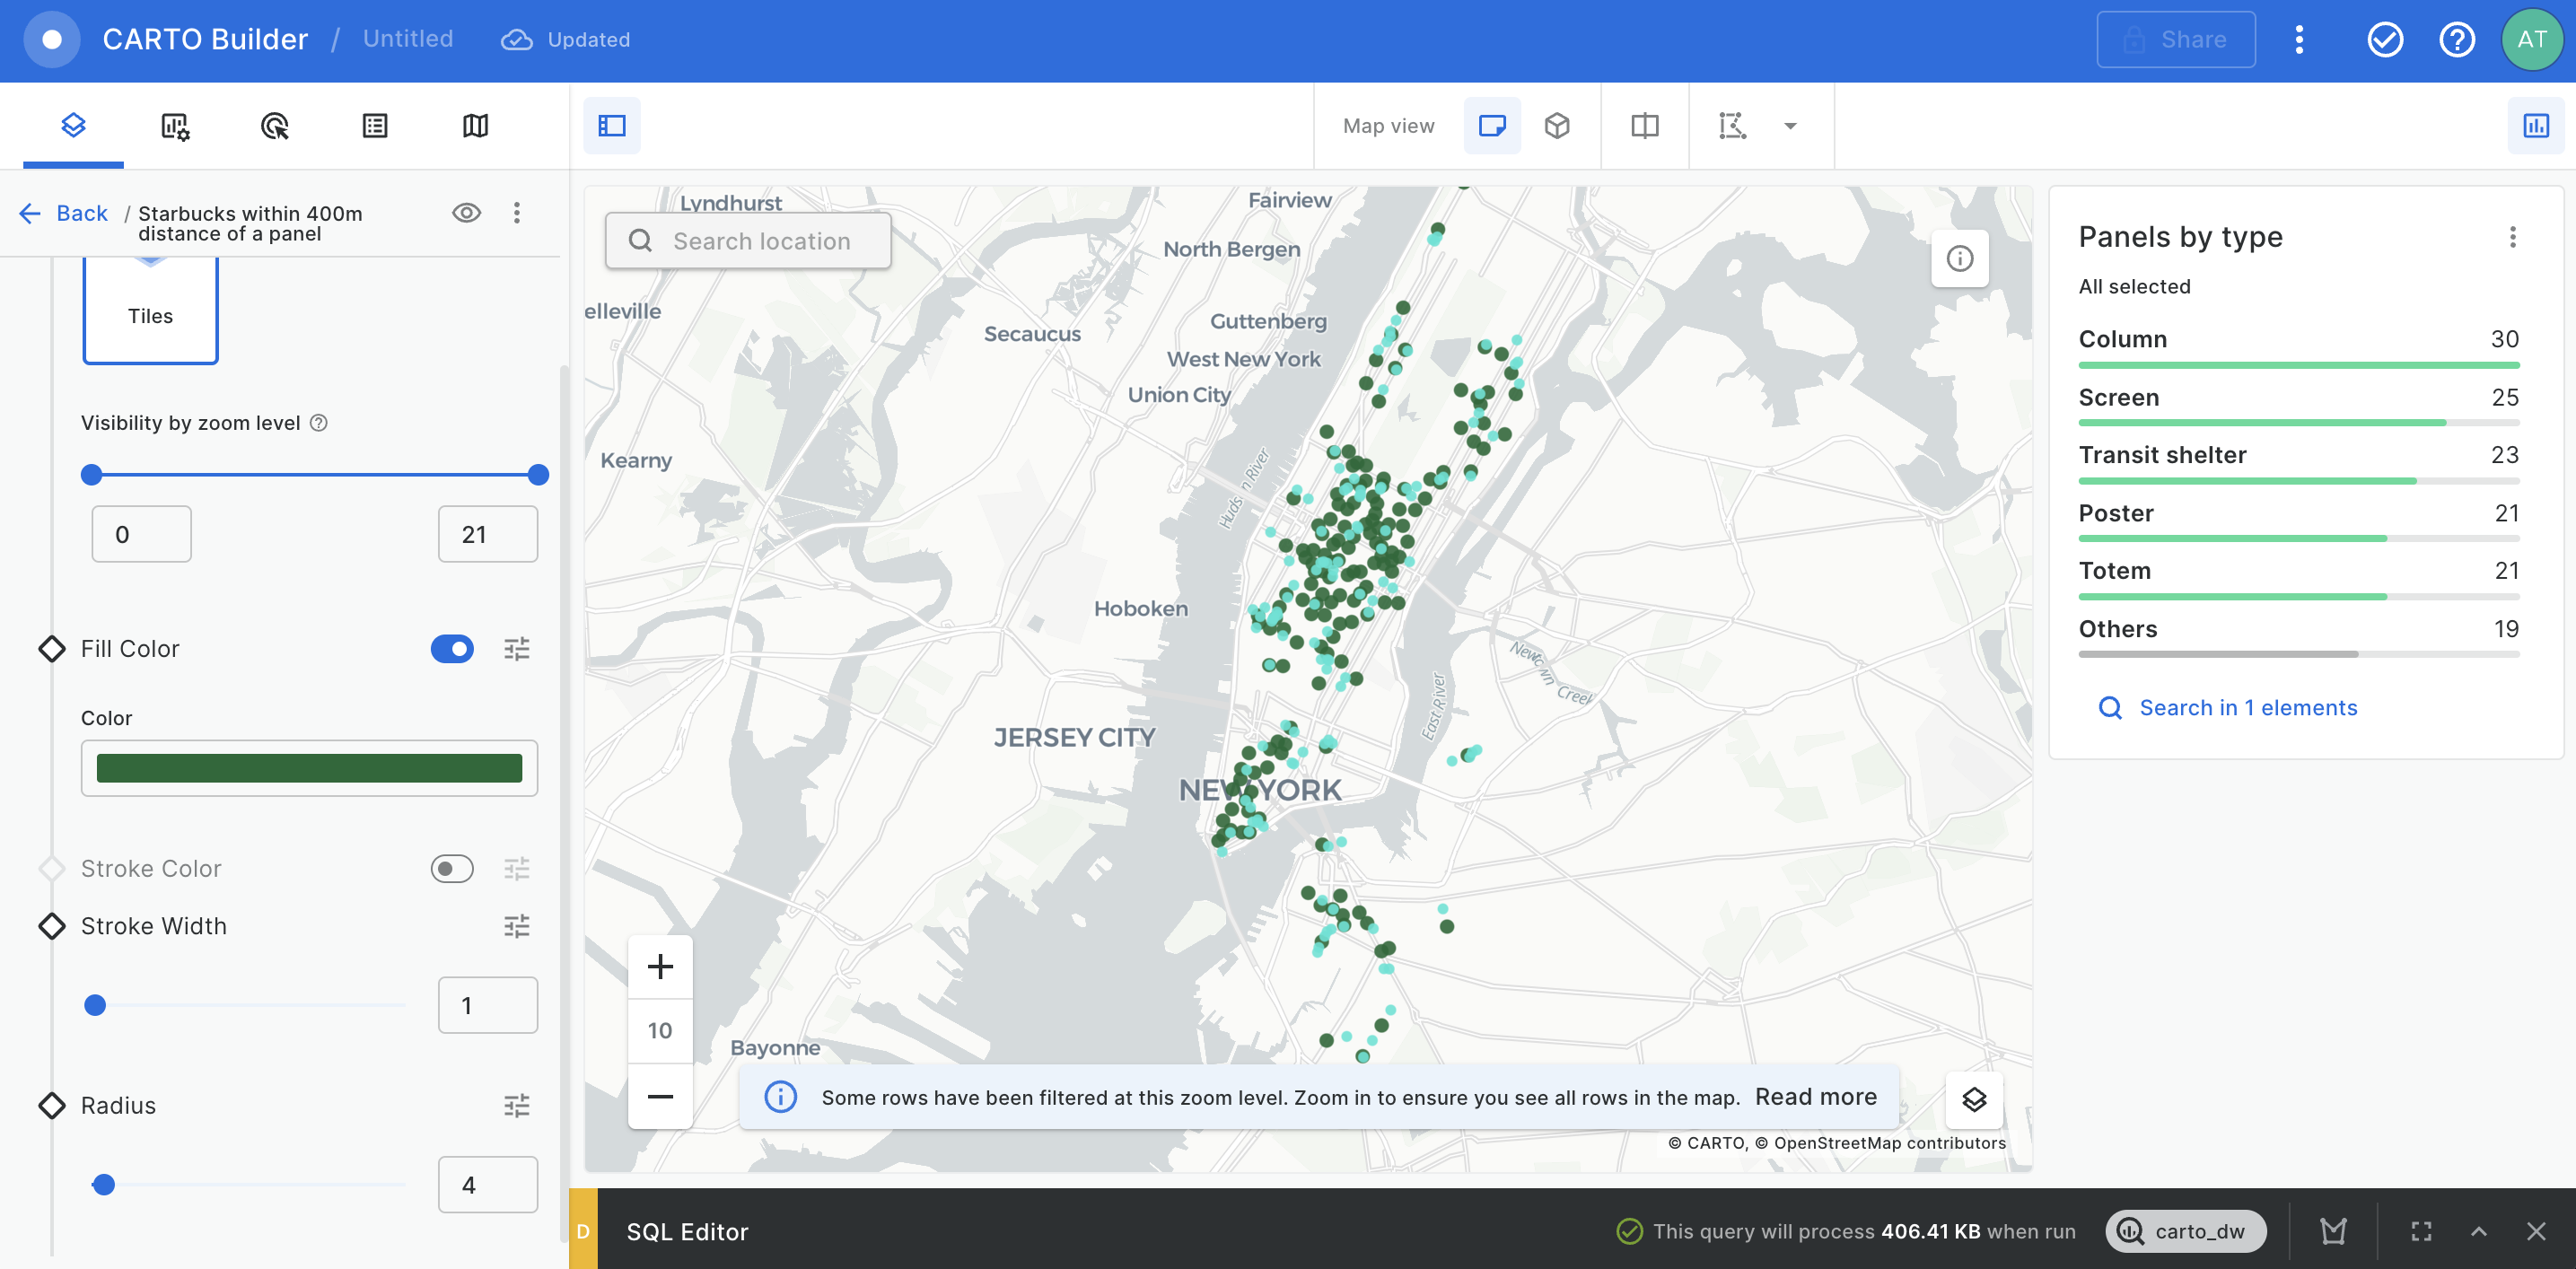 CARTO Builder / Untitled Updated Share AT
Map view
Back / Starbucks within 400m
distance of a panel
Tiles
Visibility by zoom level
0 21
Fill Color
Color
Stroke Color
Stroke Width
1
Radius
4
Search location
Lyndhurst
Fairview
North Bergen
elleville
Guttenberg
Secaucus
West New York
Union City
Kearny
Hudson River
Hoboken
Newtown Creek
East River
JERSEY CITY
NEW YORK
Bayonne
10
Some rows have been filtered at this zoom level. Zoom in to ensure you see all rows in the map. Read more
© CARTO, © OpenStreetMap contributors
Panels by type
All selected
Column 30
Screen 25
Transit shelter 23
Poster 21
Totem 21
Others 19
Search in 1 elements
D SQL Editor This query will process 406.41 KB when run carto_dw